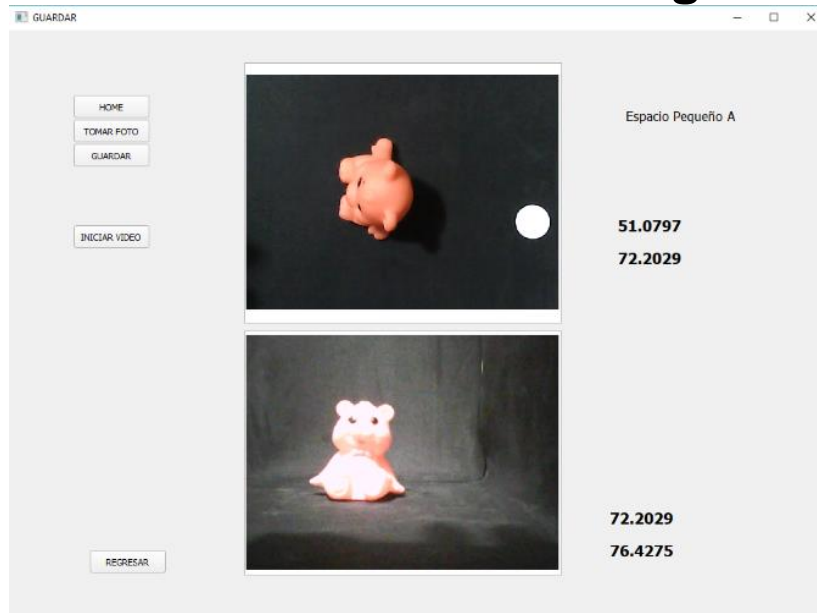 GUARDAR
HOME
TOMAR FOTO
GUARDAR
INICIAR VIDEO
REGRESAR
Espacio Pequeño A
51.0797
72.2029
72.2029
76.4275